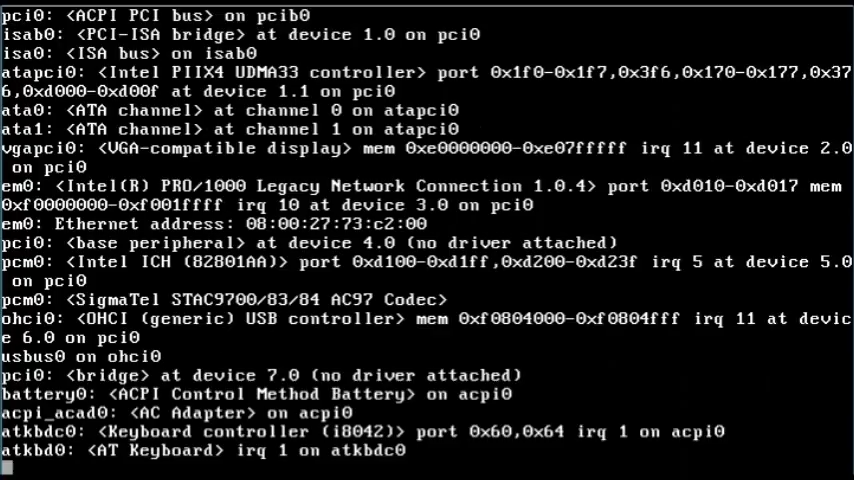 pci0: <ACPI PCI bus> on pcib0
isab0: <PCI-ISA bridge> at device 1.0 on pci0
isa0: <ISA bus> on isab0
atapci0: <Intel PIIX4 UDMA33 controller> port 0x1f0-0x1f7,0x3f6,0x170-0x177,0x37
6,0xd000-0xd00f at device 1.1 on pci0
ata0: <ATA channel> at channel 0 on atapci0
ata1: <ATA channel> at channel 1 on atapci0
vgapci0: <VGA-compatible display> mem 0xe0000000-0xe07fffff irq 11 at device 2.0
 on pci0
em0: <Intel(R) PRO/1000 Legacy Network Connection 1.0.4> port 0xd010-0xd017 mem
0xf0000000-0xf001ffff irq 10 at device 3.0 on pci0
em0: Ethernet address: 08:00:27:73:c2:00
pci0: <base peripheral> at device 4.0 (no driver attached)
pcm0: <Intel ICH (82801AA)> port 0xd100-0xd1ff,0xd200-0xd23f irq 5 at device 5.0
 on pci0
pcm0: <SigmaTel STAC9700/83/84 AC97 Codec>
ohci0: <OHCI (generic) USB controller> mem 0xf0804000-0xf0804fff irq 11 at devic
e 6.0 on pci0
usbus0 on ohci0
pci0: <bridge> at device 7.0 (no driver attached)
battery0: <ACPI Control Method Battery> on acpi0
acpi_acad0: <AC Adapter> on acpi0
atkbdc0: <Keyboard controller (i8042)> port 0x60,0x64 irq 1 on acpi0
atkbd0: <AT Keyboard> irq 1 on atkbdc0